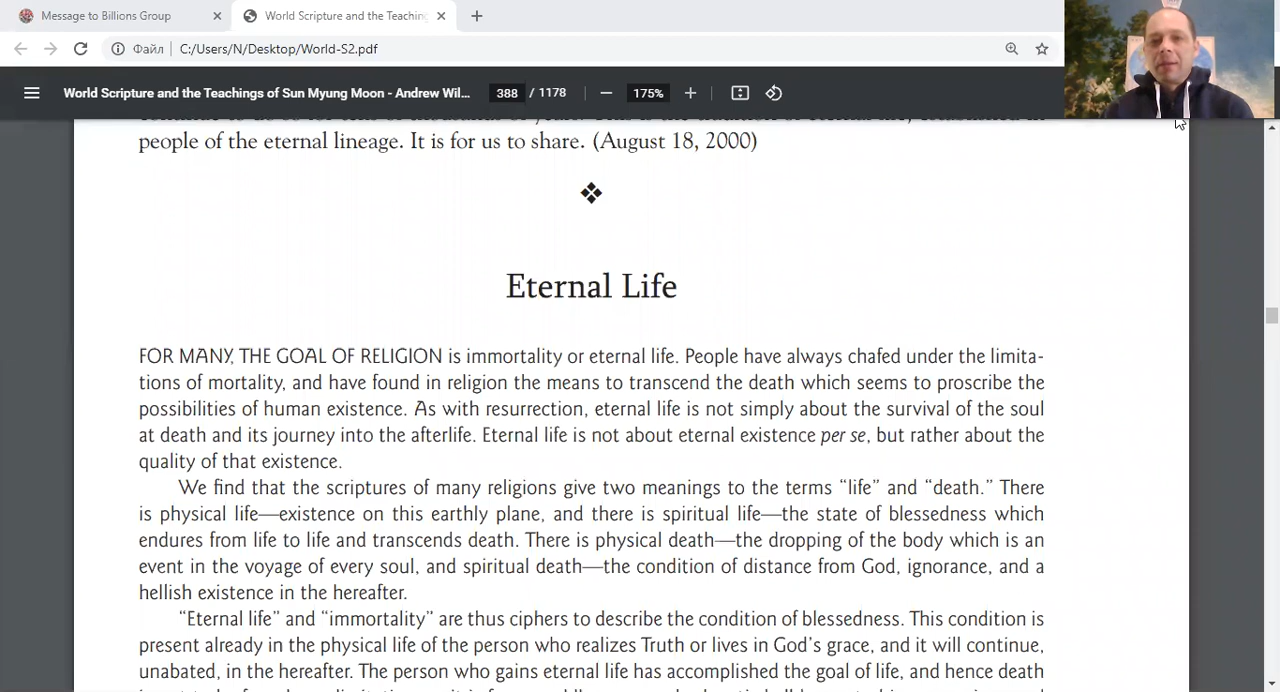 Message to Billions Group
World Scripture and the Teaching
Файл
C:/Users/N/Desktop/World-S2.pdf
World Scripture and the Teachings of Sun Myung Moon - Andrew Wil...
388 / 1178
175%
people of the eternal lineage. It is for us to share. (August 18, 2000)
Eternal Life
FOR MANY, THE GOAL OF RELIGION is immortality or eternal life. People have always chafed under the limita-
tions of mortality, and have found in religion the means to transcend the death which seems to proscribe the
possibilities of human existence. As with resurrection, eternal life is not simply about the survival of the soul
at death and its journey into the afterlife. Eternal life is not about eternal existence per se, but rather about the
quality of that existence.
We find that the scriptures of many religions give two meanings to the terms “life” and “death.” There
is physical life—existence on this earthly plane, and there is spiritual life—the state of blessedness which
endures from life to life and transcends death. There is physical death—the dropping of the body which is an
event in the voyage of every soul, and spiritual death—the condition of distance from God, ignorance, and a
hellish existence in the hereafter.
“Eternal life” and “immortality” are thus ciphers to describe the condition of blessedness. This condition is
present already in the physical life of the person who realizes Truth or lives in God’s grace, and it will continue,
unabated, in the hereafter. The person who gains eternal life has accomplished the goal of life, and hence death